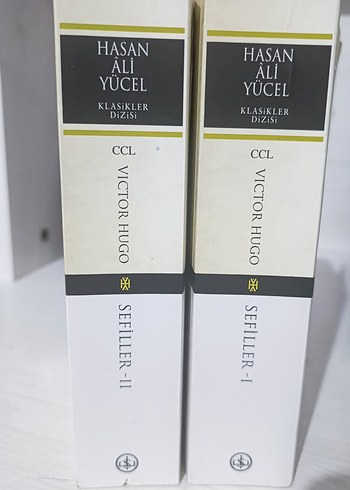 HASAN
ÂLİ
YÜCEL
KLASİKLER
DİZİSİ
CCL
VICTOR HUGO
SEFİLLER -II
HASAN
ÂLİ
YÜCEL
KLASİKLER
DİZİSİ
CCL
VICTOR HUGO
SEFİLLER -I